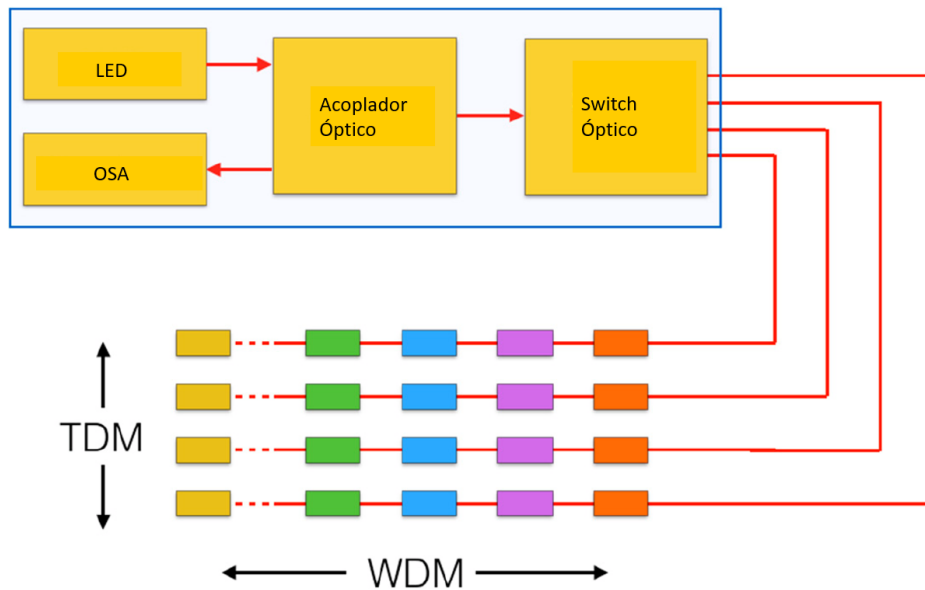 LED
OSA
Acoplador
Óptico
Switch
Óptico
TDM
WDM